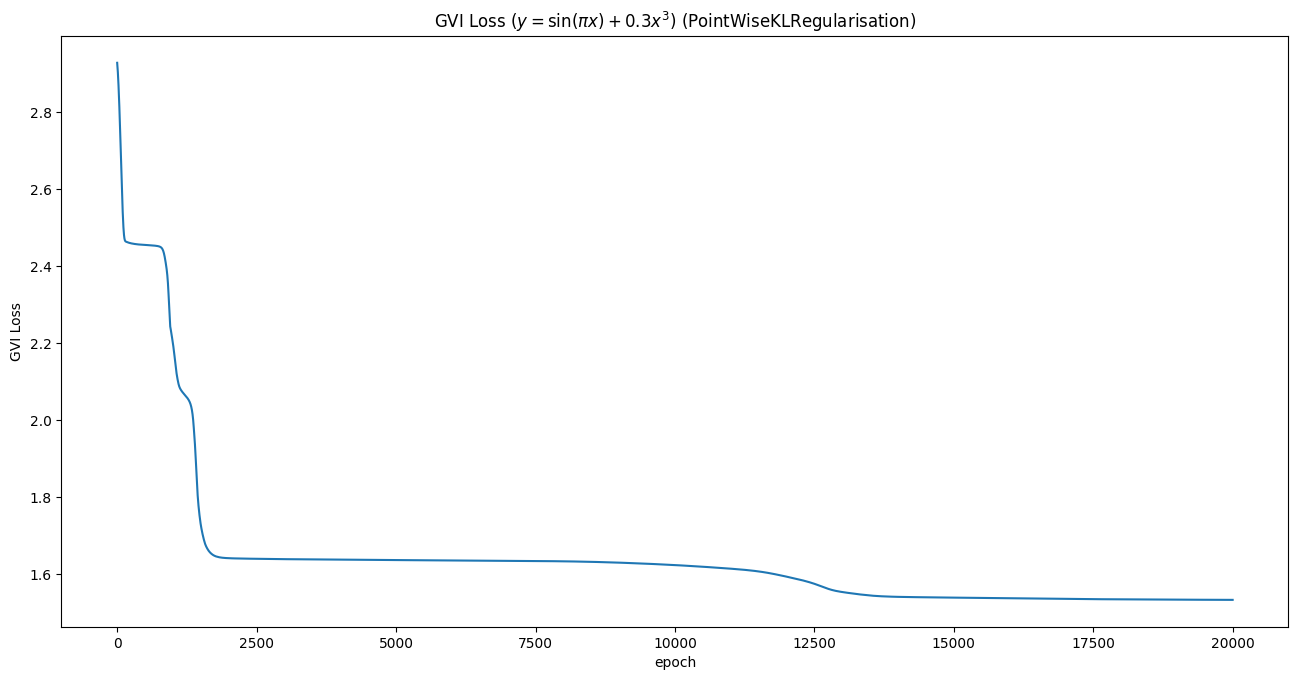 GVI Loss (y = sin(πx) + 0.3x³) (PointWiseKLRegularisation)
GVI Loss
2.8
2.6
2.4
2.2
2.0
1.8
1.6
0 2500 5000 7500 10000 12500 15000 17500 20000
epoch